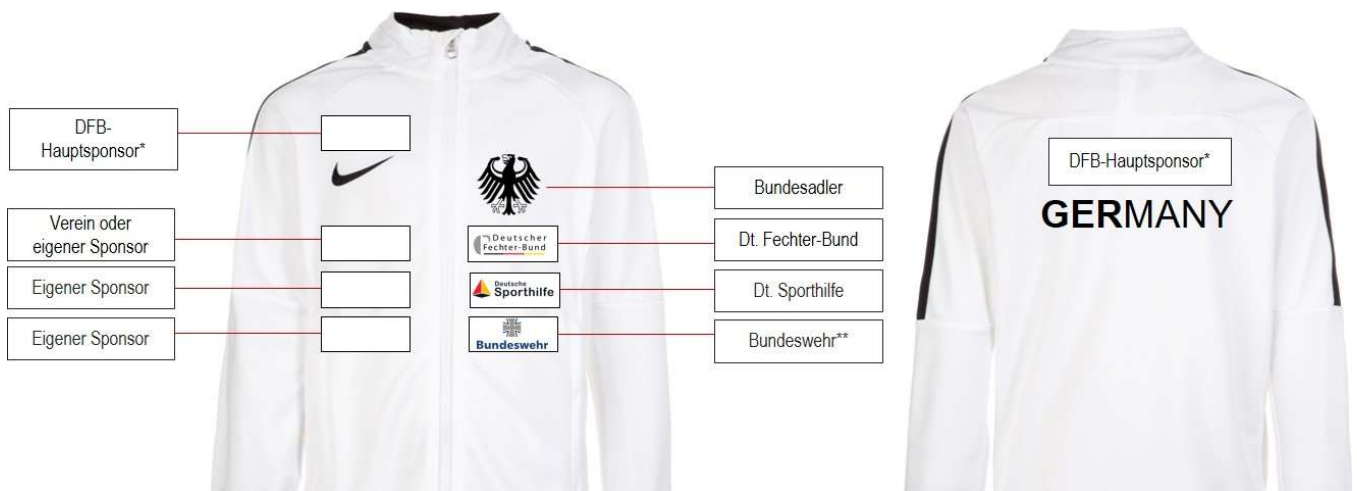 DFB-
Hauptsponsor*
Verein oder
eigener Sponsor
Eigener Sponsor
Eigener Sponsor
Deutscher
Fechter-Bund
Deutsche
Sporthilfe
Bundeswehr
Bundesadler
Dt. Fechter-Bund
Dt. Sporthilfe
Bundeswehr**
DFB-Hauptsponsor*
GERMANY